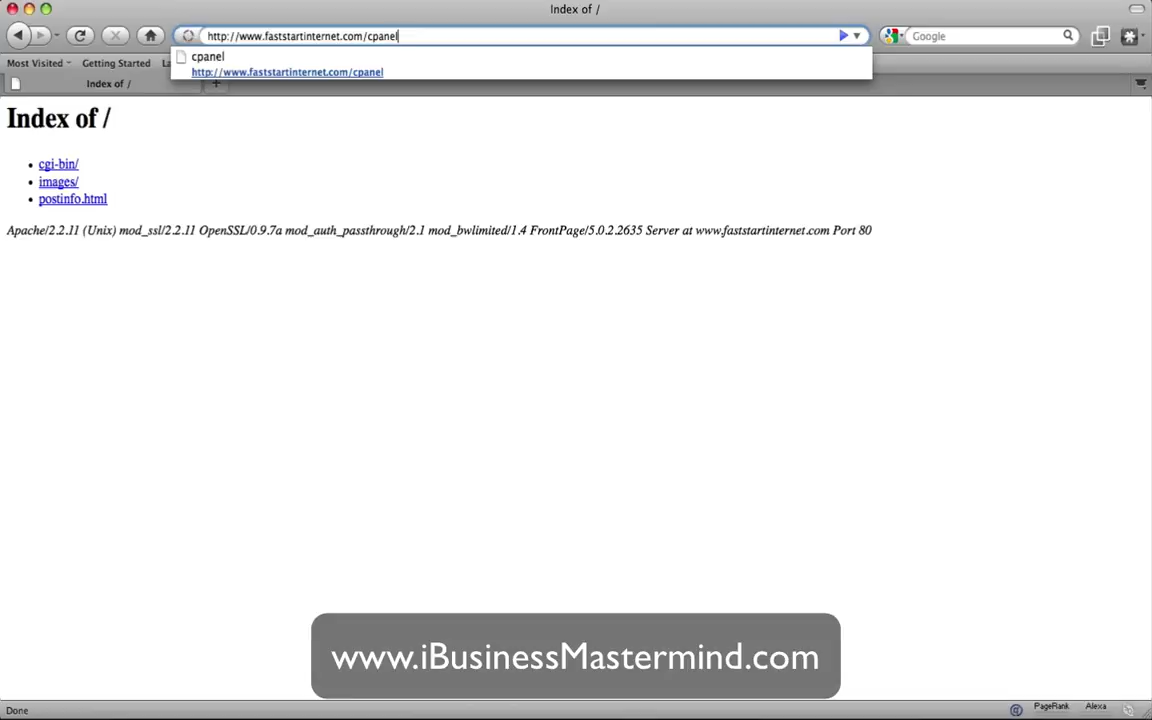 Index of /
http://www.faststartinternet.com/cpanel
Google
cpanel
http://www.faststartinternet.com/cpanel
Most Visited
Getting Started
Index of /
Index of /
cgi-bin/
images/
postinfo.html
Apache/2.2.11 (Unix) mod_ssl/2.2.11 OpenSSL/0.9.7a mod_auth_passthrough/2.1 mod_bwlimited/1.4 FrontPage/5.0.2.2635 Server at www.faststartinternet.com Port 80
www.iBusinessMastermind.com
Done
PageRank
Alexa